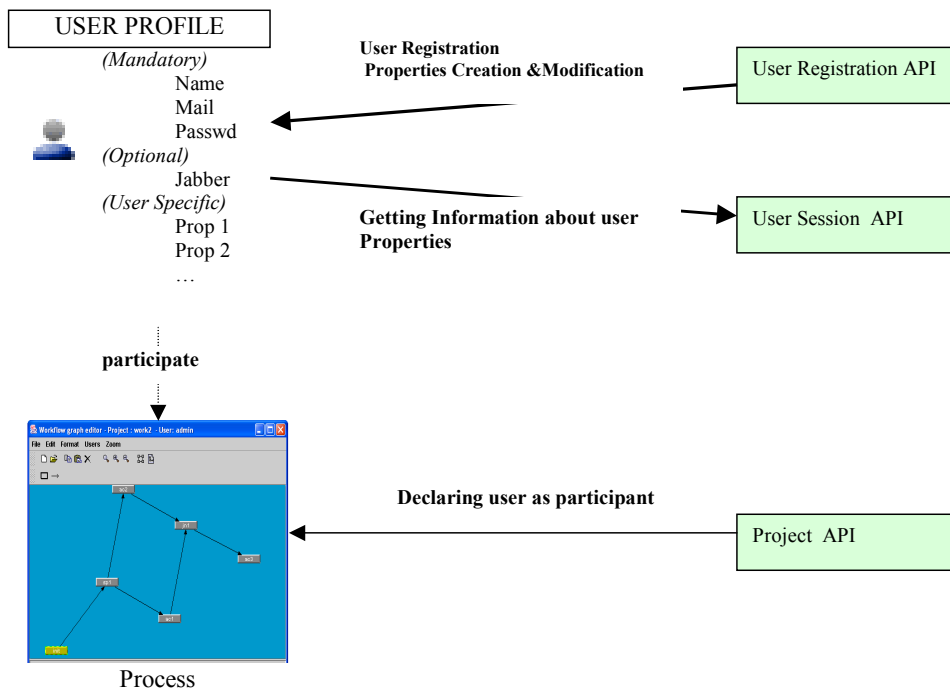 USER PROFILE
(Mandatory)
Name
Mail
Passwd
(Optional)
Jabber
(User Specific)
Prop 1
Prop 2
…
User Registration
Properties Creation &Modification
User Registration API
Getting Information about user
Properties
User Session API
participate
Workflow graph editor - Project : work2 - User: admin
File Edit Format Users Zoom
Declaring user as participant
Project API
Process